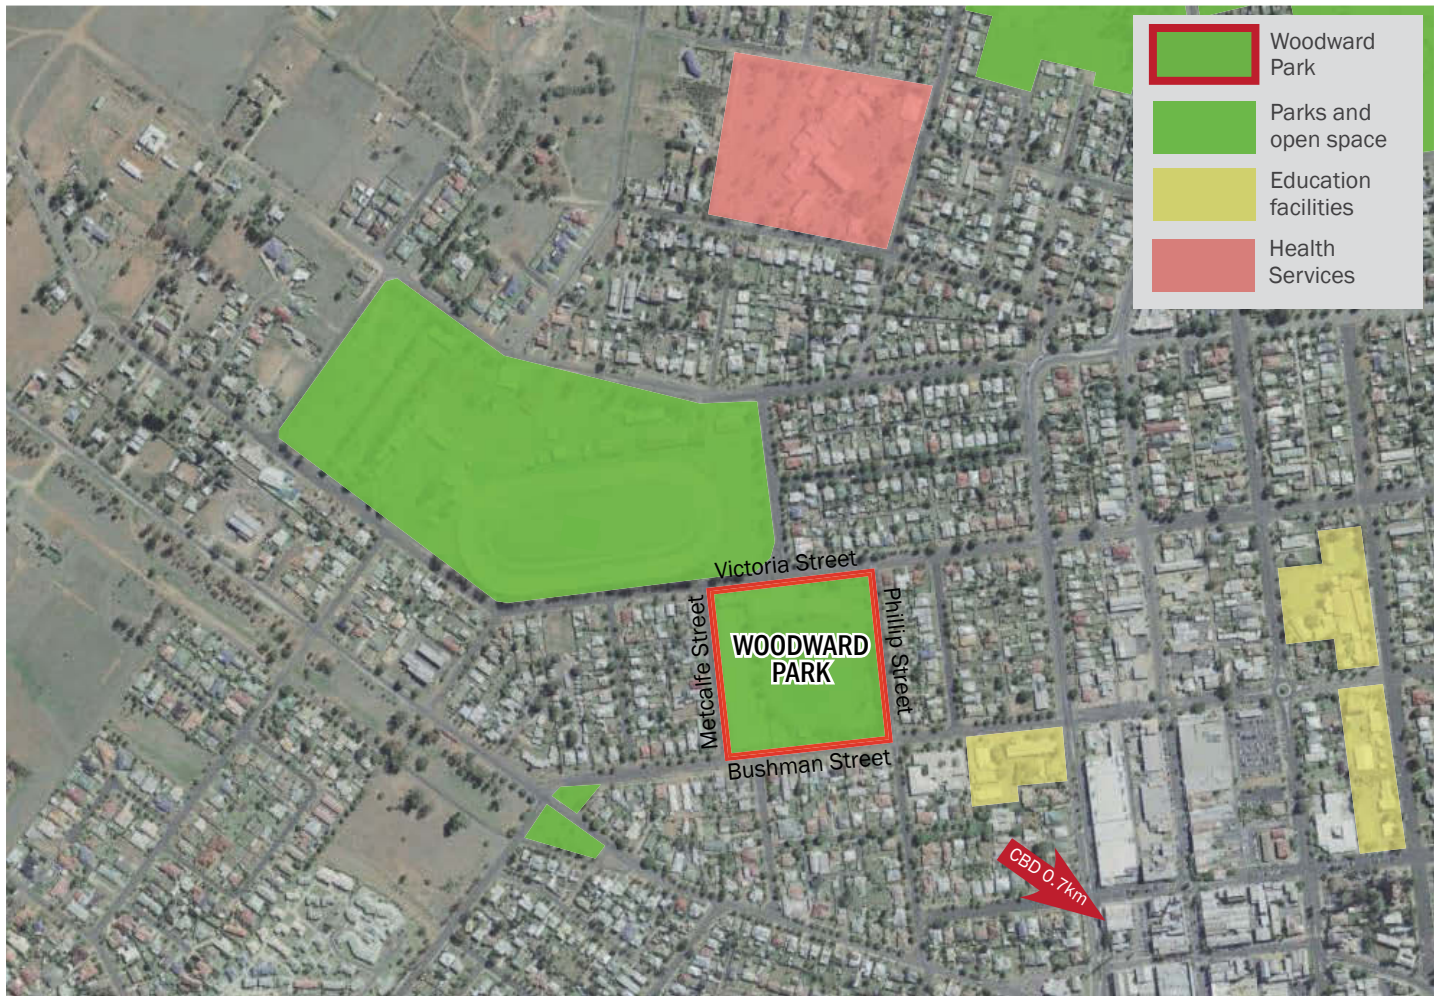 Woodward
Park
Parks and
open space
Education
facilities
Health
Services
Victoria Street
Metcalfe Street
Phillip Street
WOODWARD
PARK
Bushman Street
CBD 0.7km